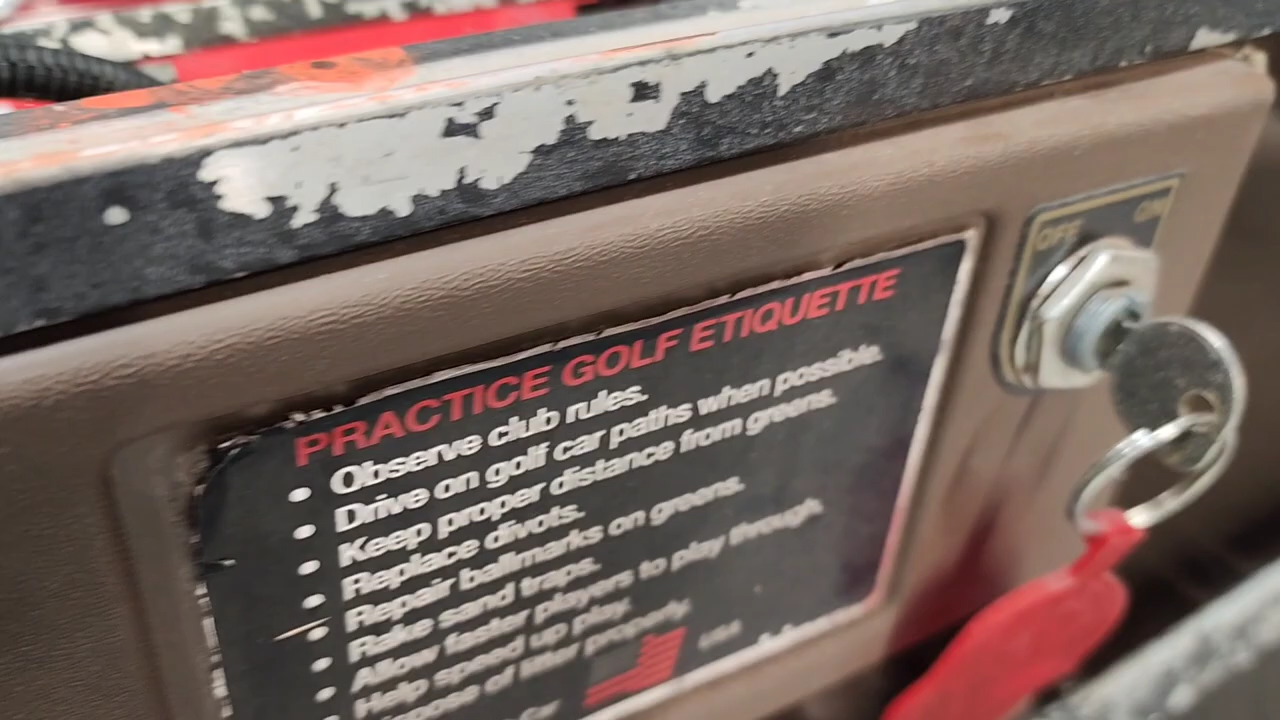 OFF ON
PRACTICE GOLF ETIQUETTE
• Observe club rules.
• Drive on golf car paths when possible.
• Keep proper distance from greens.
• Replace divots.
• Repair ballmarks on greens.
• Rake sand traps.
• Allow faster players to play through.
• Help speed up play.
of litter properly.
Car
USA